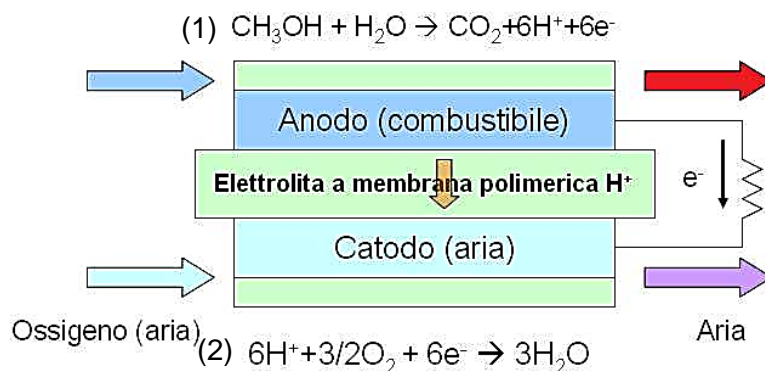 (1) CH₃OH + H₂O → CO₂+6H⁺+6e⁻
Anodo (combustibile)
Elettrolita a membrana polimerica H⁺
e⁻
Catodo (aria)
Ossigeno (aria)
Aria
(2) 6H⁺+3/2O₂ + 6e⁻ → 3H₂O